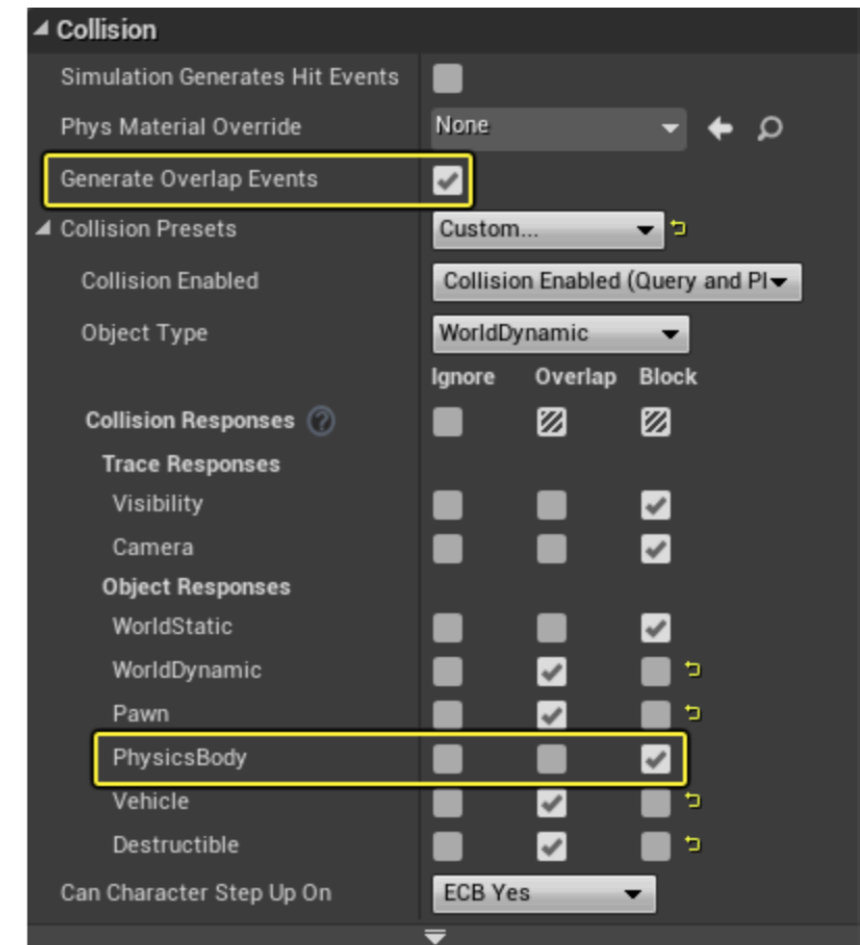 Collision
Simulation Generates Hit Events
Phys Material Override None
Generate Overlap Events
Collision Presets Custom...
Collision Enabled Collision Enabled (Query and Pl
Object Type WorldDynamic
Ignore Overlap Block
Collision Responses ?
Trace Responses
Visibility
Camera
Object Responses
WorldStatic
WorldDynamic
Pawn
PhysicsBody
Vehicle
Destructible
Can Character Step Up On ECB Yes